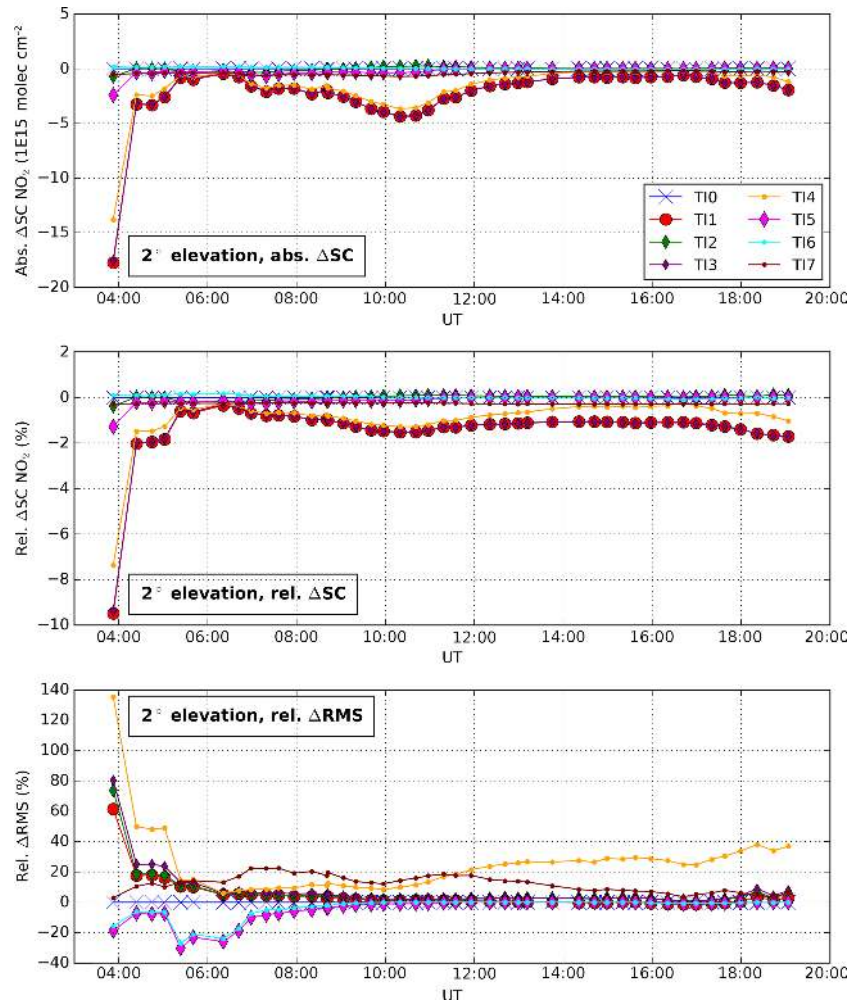 5
0
−5
−10
−15
−20
Abs. ΔSC NO₂ (1E15 molec cm⁻²)
2° elevation, abs. ΔSC
TI0 TI4
TI1 TI5
TI2 TI6
TI3 TI7
04:00 06:00 08:00 10:00 12:00 14:00 16:00 18:00 20:00
UT
2
0
−2
−4
−6
−8
−10
Rel. ΔSC NO₂ (%)
2° elevation, rel. ΔSC
04:00 06:00 08:00 10:00 12:00 14:00 16:00 18:00 20:00
UT
140
120
100
80
60
40
20
0
−20
−40
Rel. ΔRMS (%)
2° elevation, rel. ΔRMS
04:00 06:00 08:00 10:00 12:00 14:00 16:00 18:00 20:00
UT